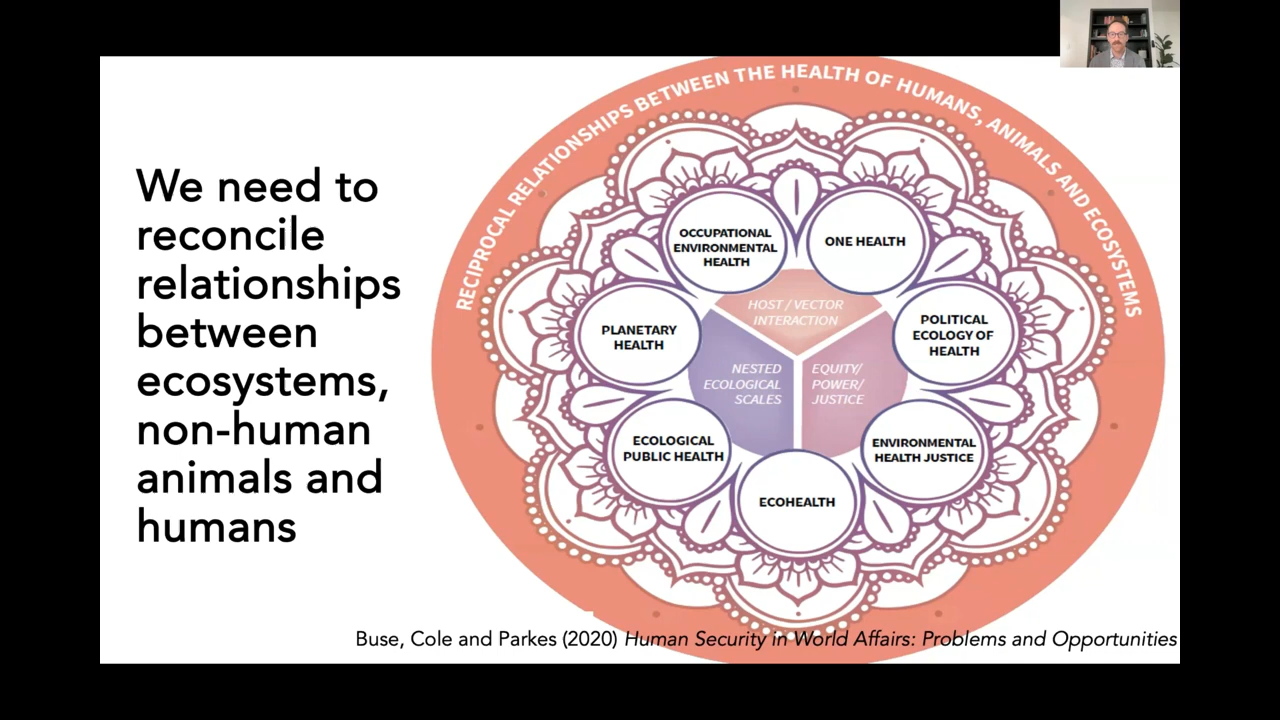 We need to
reconcile
relationships
between
ecosystems,
non-human
animals and
humans
RECIPROCAL RELATIONSHIPS BETWEEN THE HEALTH OF HUMANS, ANIMALS AND ECOSYSTEMS
OCCUPATIONAL
ENVIRONMENTAL
HEALTH
ONE HEALTH
PLANETARY
HEALTH
HOST / VECTOR
INTERACTION
POLITICAL
ECOLOGY OF
HEALTH
NESTED
ECOLOGICAL
SCALES
EQUITY/
POWER/
JUSTICE
ECOLOGICAL
PUBLIC HEALTH
ENVIRONMENTAL
HEALTH JUSTICE
ECOHEALTH
Buse, Cole and Parkes (2020) Human Security in World Affairs: Problems and Opportunities